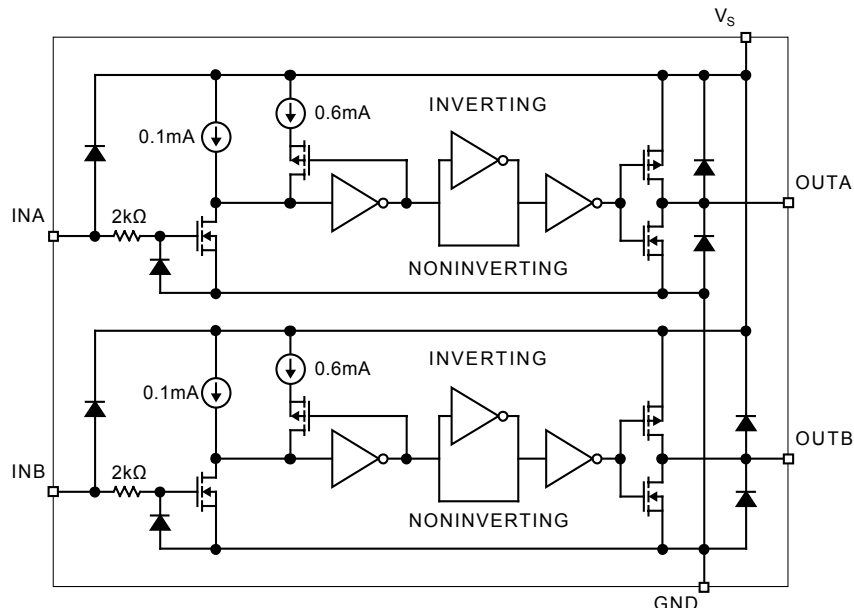 V_S
0.6mA
INVERTING
0.1mA
OUTA
INA
2kΩ
NONINVERTING
INVERTING
0.6mA
0.1mA
OUTB
INB
2kΩ
NONINVERTING
GND